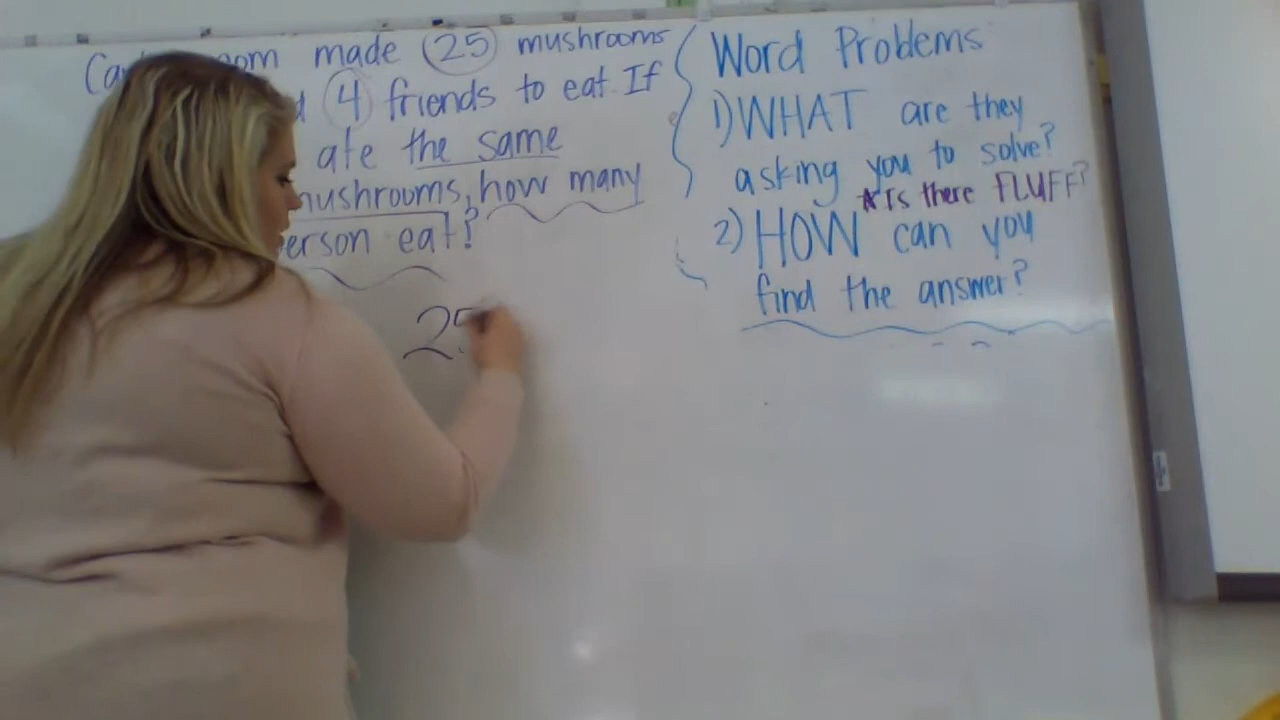 made 25 mushrooms
4 friends to eat. If
ate the same
mushrooms, how many
person eat?
25
Word Problems
1) WHAT are they
asking you to solve?
*Is there FLUFF?
2) HOW can you
find the answer?